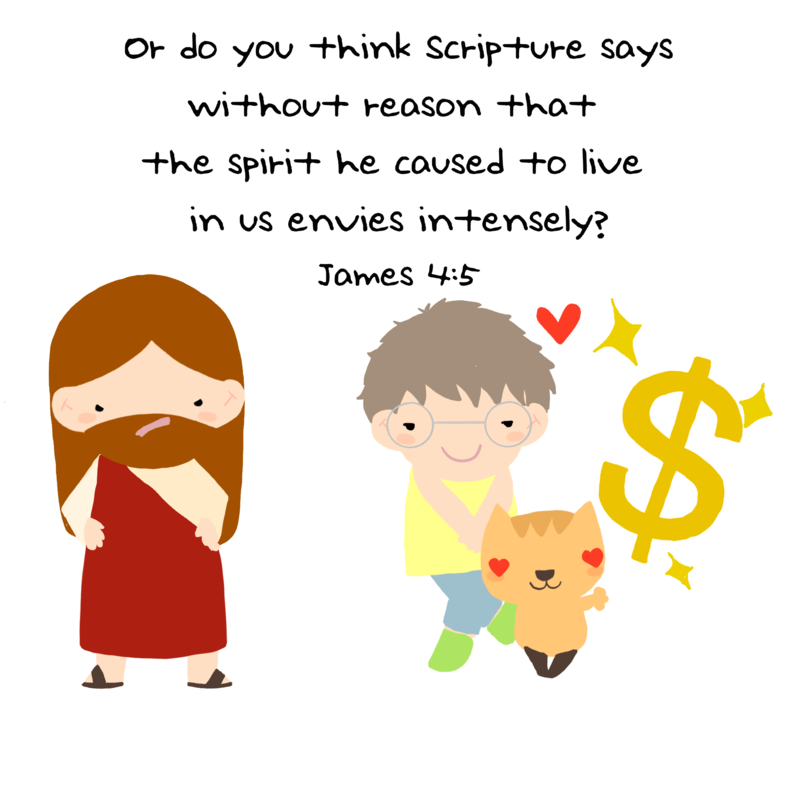 Or do you think Scripture says
without reason that
the spirit he caused to live
in us envies intensely?
James 4:5
$